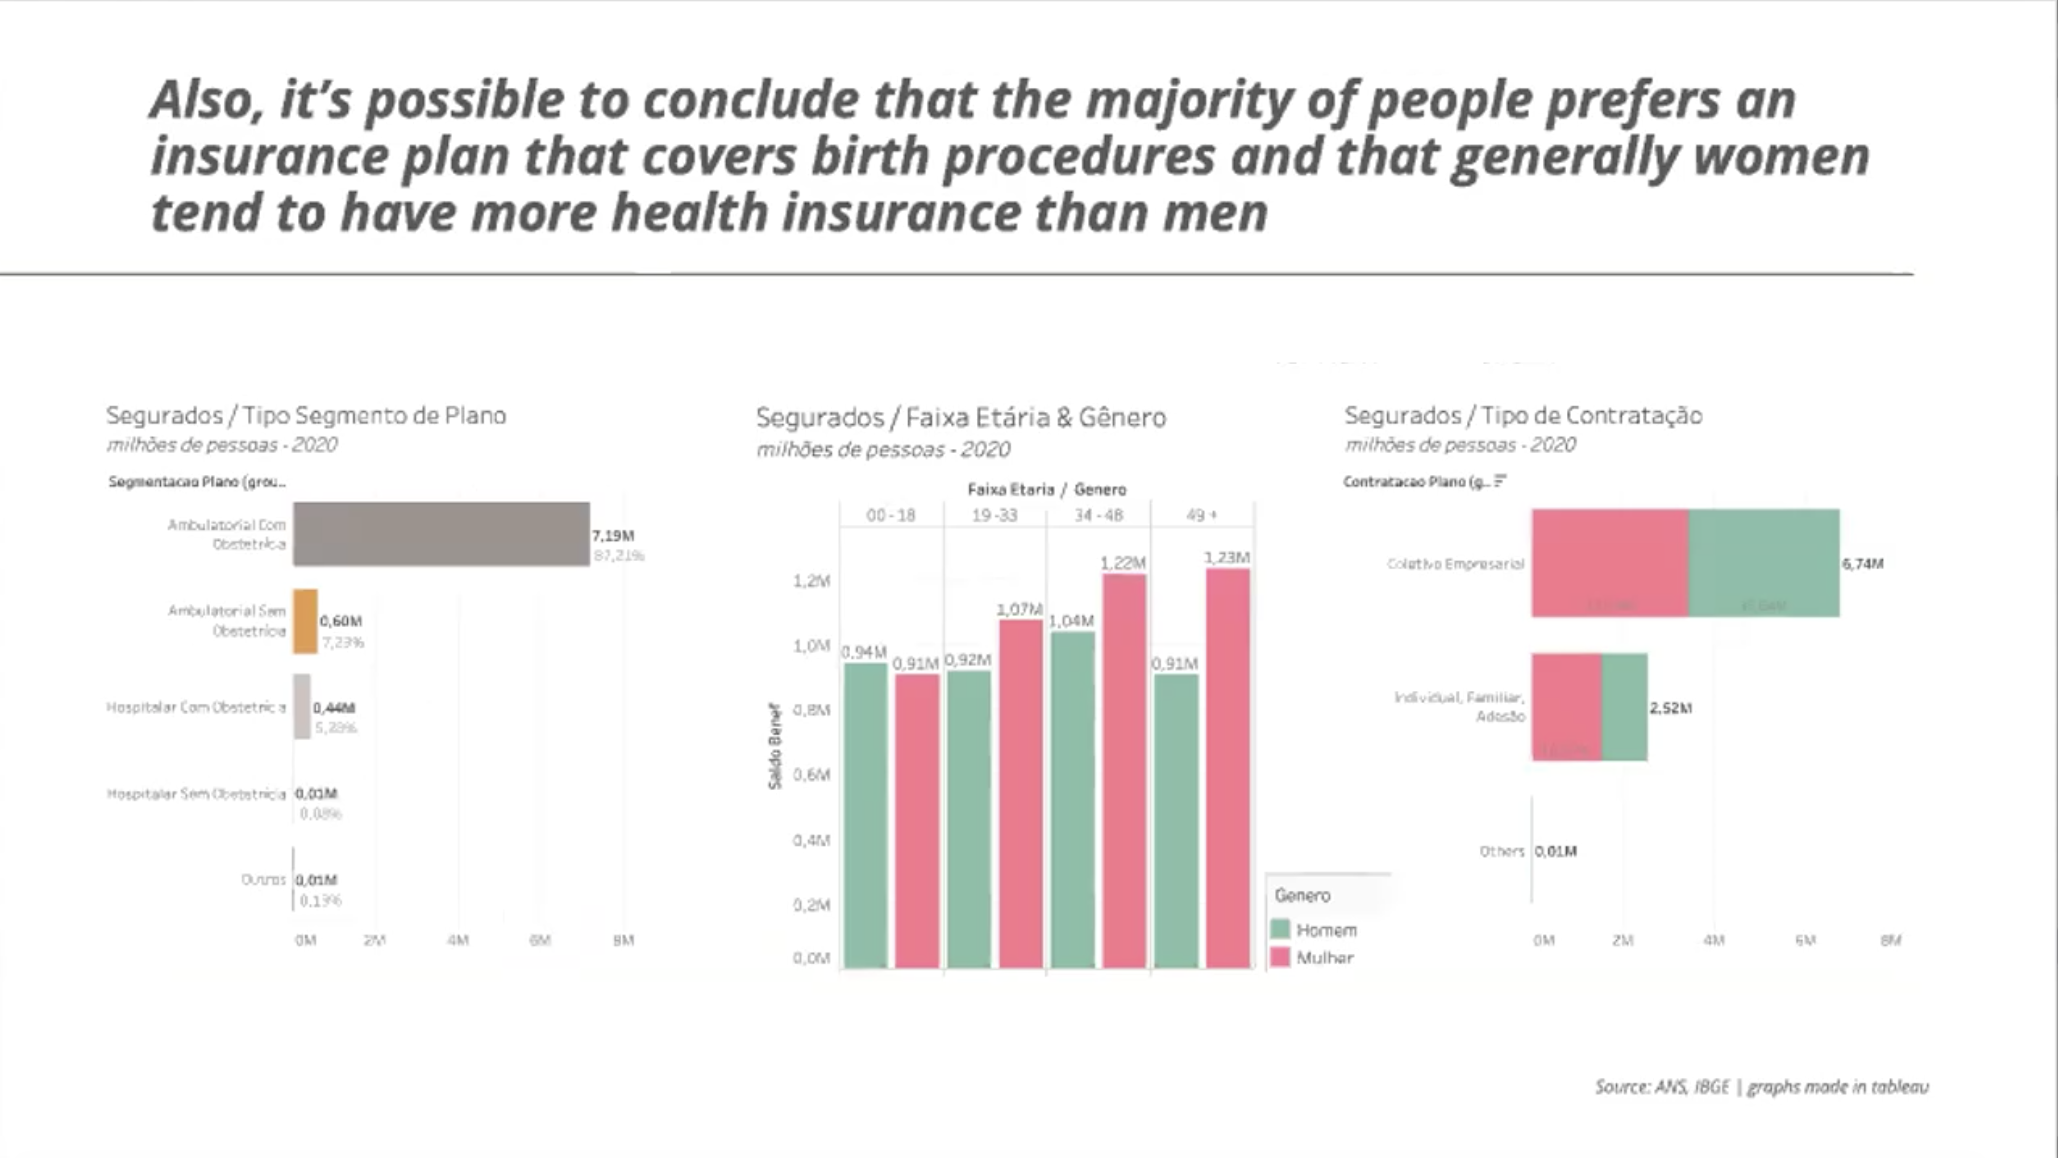 Also, it's possible to conclude that the majority of people prefers an
insurance plan that covers birth procedures and that generally women
tend to have more health insurance than men
Segurados / Tipo Segmento de Plano
milhões de pessoas - 2020
Segmentacao Plano (grou..
Ambulatorial Com
Obstetrícia
7,19M
87,21%
Ambulatorial Sem
Obstetrícia
0,60M
7,23%
Hospitalar Com Obstetrícia
0,44M
5,28%
Hospitalar Sem Obstetrícia
0,01M
0,08%
Outros
0,01M
0,13%
0M 2M 4M 6M 8M
Segurados / Faixa Etária & Gênero
milhões de pessoas - 2020
Faixa Etaria / Genero
00 - 18 19 -33 34 - 48 49 +
Saldo Benef
1,2M
1,0M
0,8M
0,6M
0,4M
0,2M
0,0M
0,94M 0,91M 0,92M 1,07M 1,04M 1,22M 0,91M 1,23M
Genero
Homem
Mulher
Segurados / Tipo de Contratação
milhões de pessoas - 2020
Contratacao Plano (g..
Coletivo Empresarial
6,74M
Individual, Familiar,
Adesão
2,52M
Others
0,01M
0M 2M 4M 6M 8M
Source: ANS, IBGE | graphs made in tableau